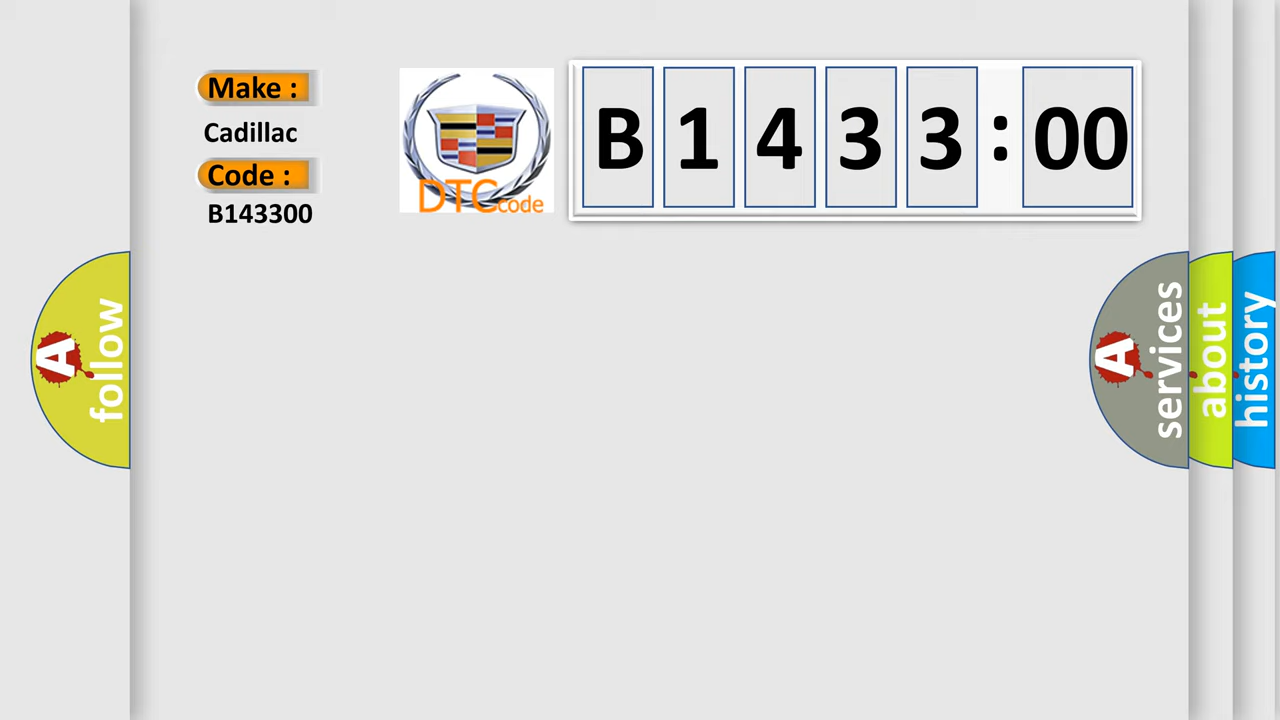 Make :
Cadillac
Code :
B143300
DTCcode
B 1 4 3 3 : 00
A follow
A services
about
history